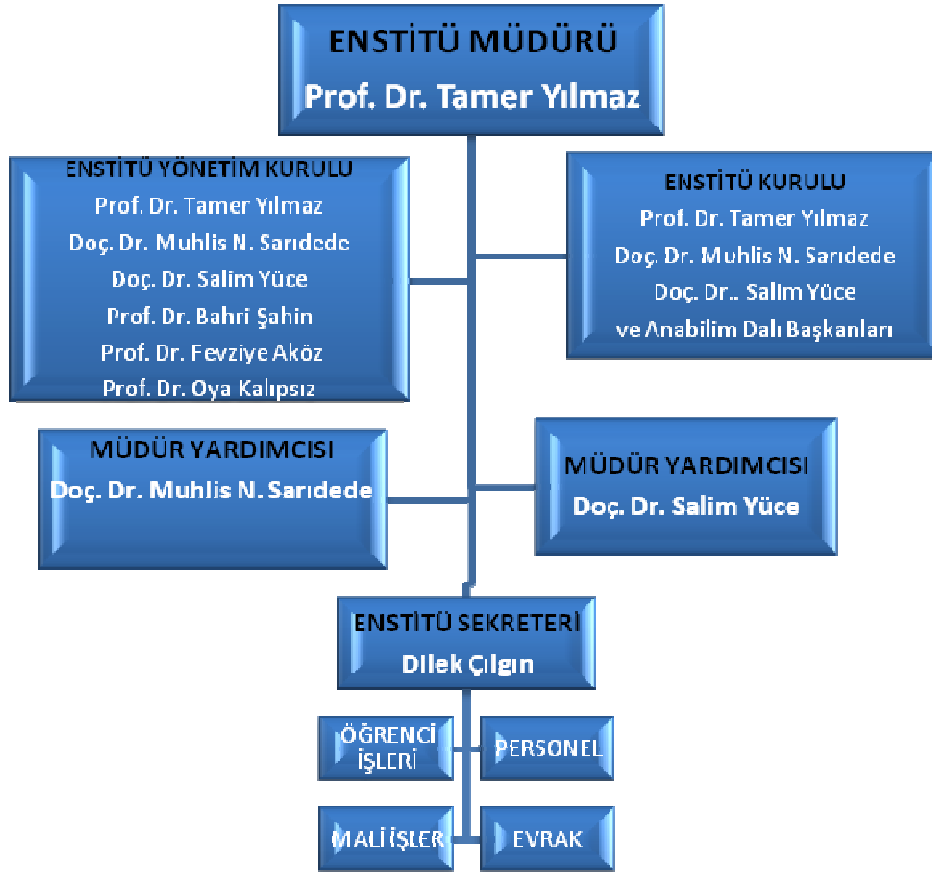 ENSTİTÜ MÜDÜRÜ
Prof. Dr. Tamer Yılmaz
ENSTİTÜ YÖNETİM KURULU
Prof. Dr. Tamer Yılmaz
Doç. Dr. Muhlis N. Sarıdede
Doç. Dr. Salim Yüce
Prof. Dr. Bahri Şahin
Prof. Dr. Fevziye Aköz
Prof. Dr. Oya Kalıpsız
ENSTİTÜ KURULU
Prof. Dr. Tamer Yılmaz
Doç. Dr. Muhlis N. Sarıdede
Doç. Dr.. Salim Yüce
ve Anabilim Dalı Başkanları
MÜDÜR YARDIMCISI
Doç. Dr. Muhlis N. Sarıdede
MÜDÜR YARDIMCISI
Doç. Dr. Salim Yüce
ENSTİTÜ SEKRETERİ
Dilek Çılgın
ÖĞRENCİ
İŞLERİ
PERSONEL
MALİ İŞLER
EVRAK